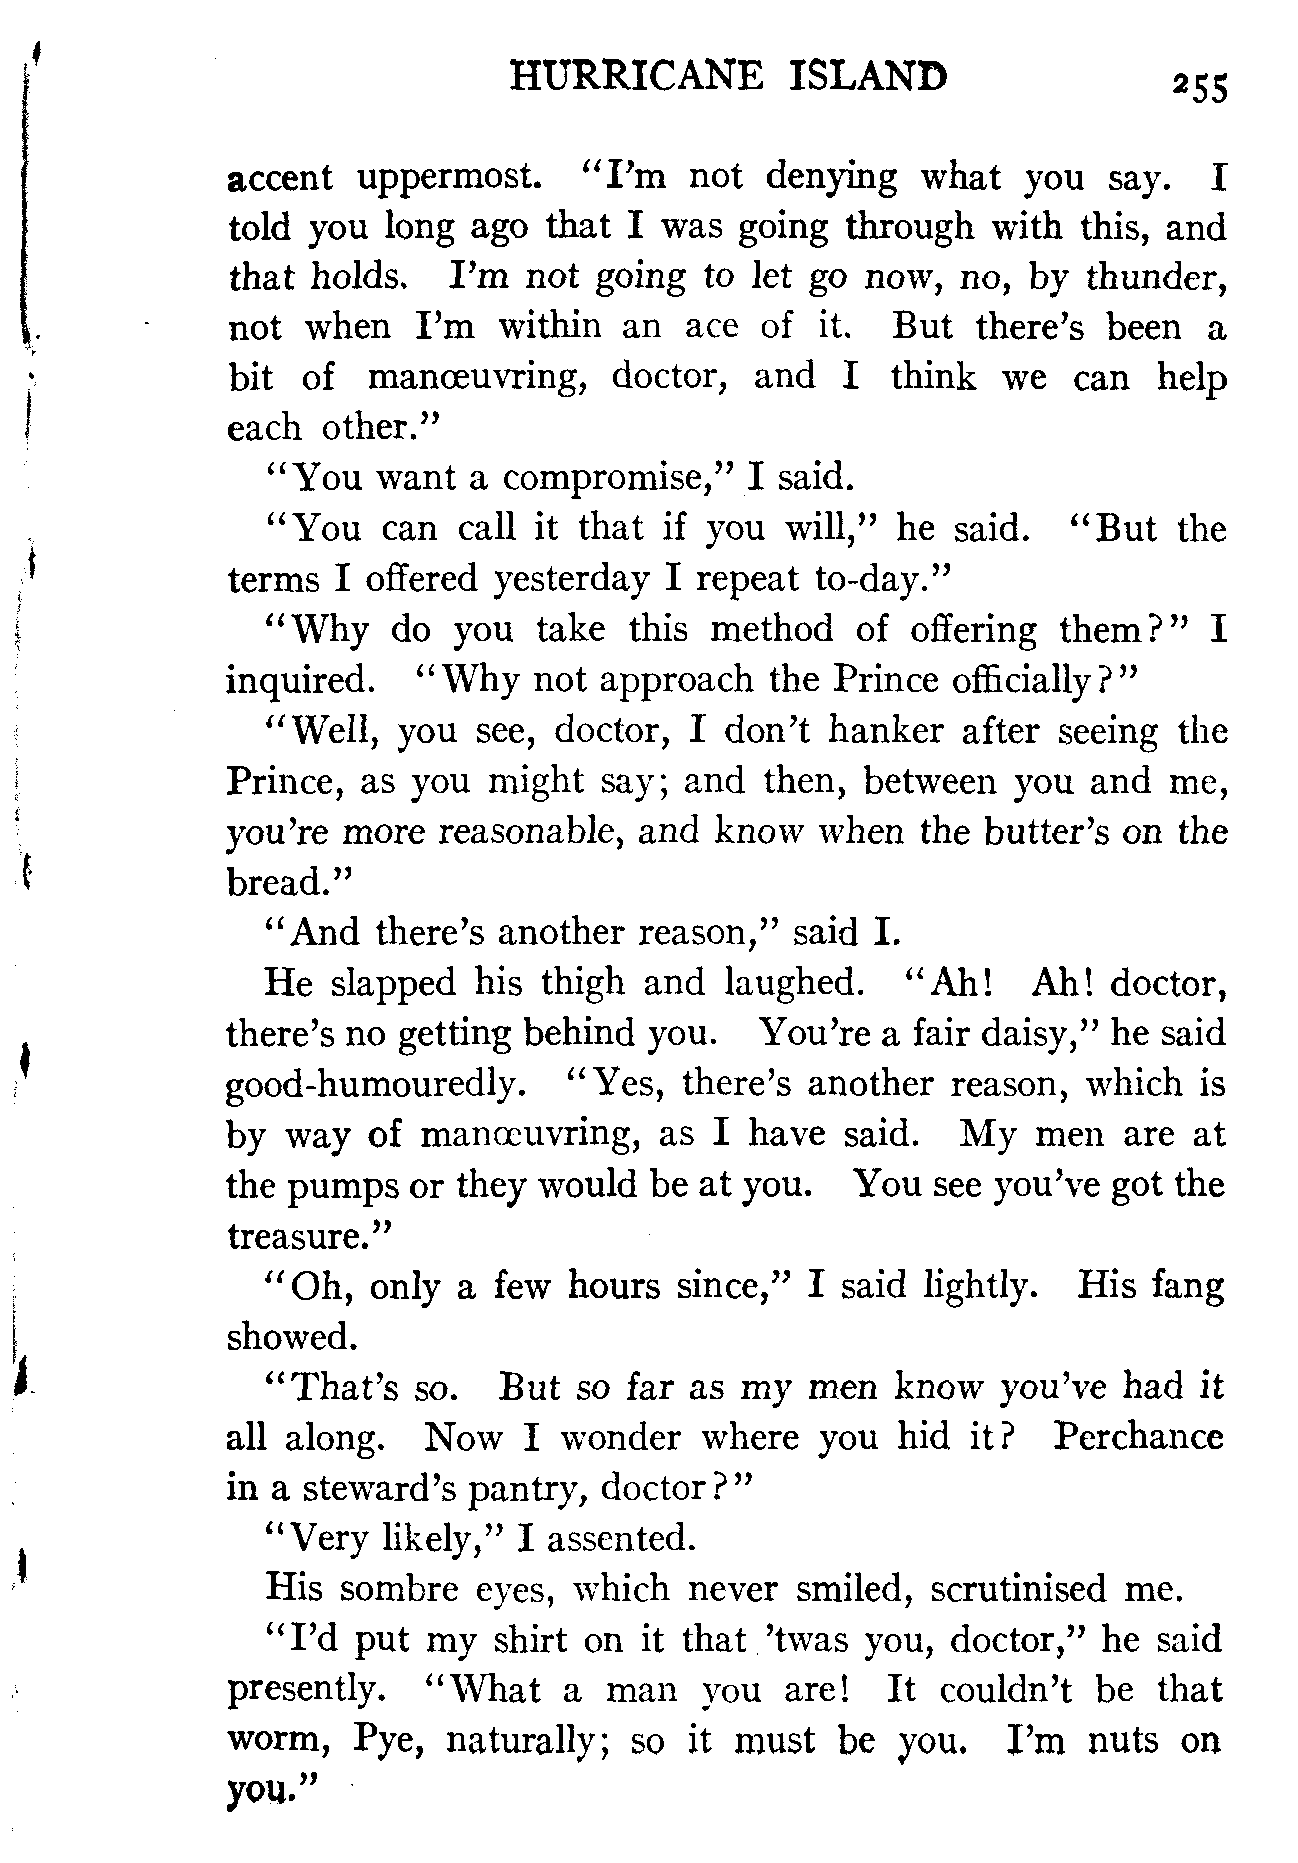 HURRICANE ISLAND 255
accent uppermost. "I'm not denying what you say. I
told you long ago that I was going through with this, and
that holds. I'm not going to let go now, no, by thunder,
not when I'm within an ace of it. But there's been a
bit of manœuvring, doctor, and I think we can help
each other."
"You want a compromise," I said.
"You can call it that if you will," he said. "But the
terms I offered yesterday I repeat to-day."
"Why do you take this method of offering them?" I
inquired. "Why not approach the Prince officially?"
"Well, you see, doctor, I don't hanker after seeing the
Prince, as you might say; and then, between you and me,
you're more reasonable, and know when the butter's on the
bread."
"And there's another reason," said I.
He slapped his thigh and laughed. "Ah! Ah! doctor,
there's no getting behind you. You're a fair daisy," he said
good-humouredly. "Yes, there's another reason, which is
by way of manœuvring, as I have said. My men are at
the pumps or they would be at you. You see you've got the
treasure."
"Oh, only a few hours since," I said lightly. His fang
showed.
"That's so. But so far as my men know you've had it
all along. Now I wonder where you hid it? Perchance
in a steward's pantry, doctor?"
"Very likely," I assented.
His sombre eyes, which never smiled, scrutinised me.
"I'd put my shirt on it that 'twas you, doctor," he said
presently. "What a man you are! It couldn't be that
worm, Pye, naturally; so it must be you. I'm nuts on
you."